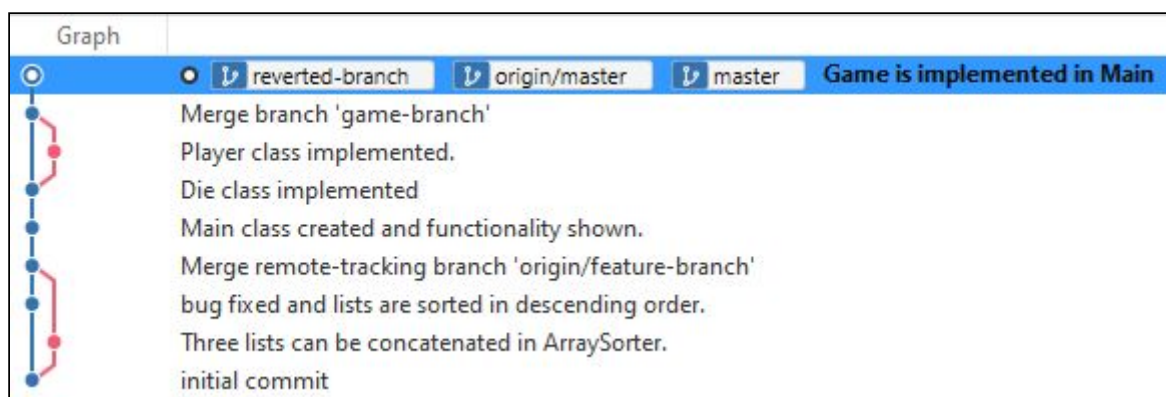 Graph
reverted-branch origin/master master Game is implemented in Main
Merge branch 'game-branch'
Player class implemented.
Die class implemented
Main class created and functionality shown.
Merge remote-tracking branch 'origin/feature-branch'
bug fixed and lists are sorted in descending order.
Three lists can be concatenated in ArraySorter.
initial commit